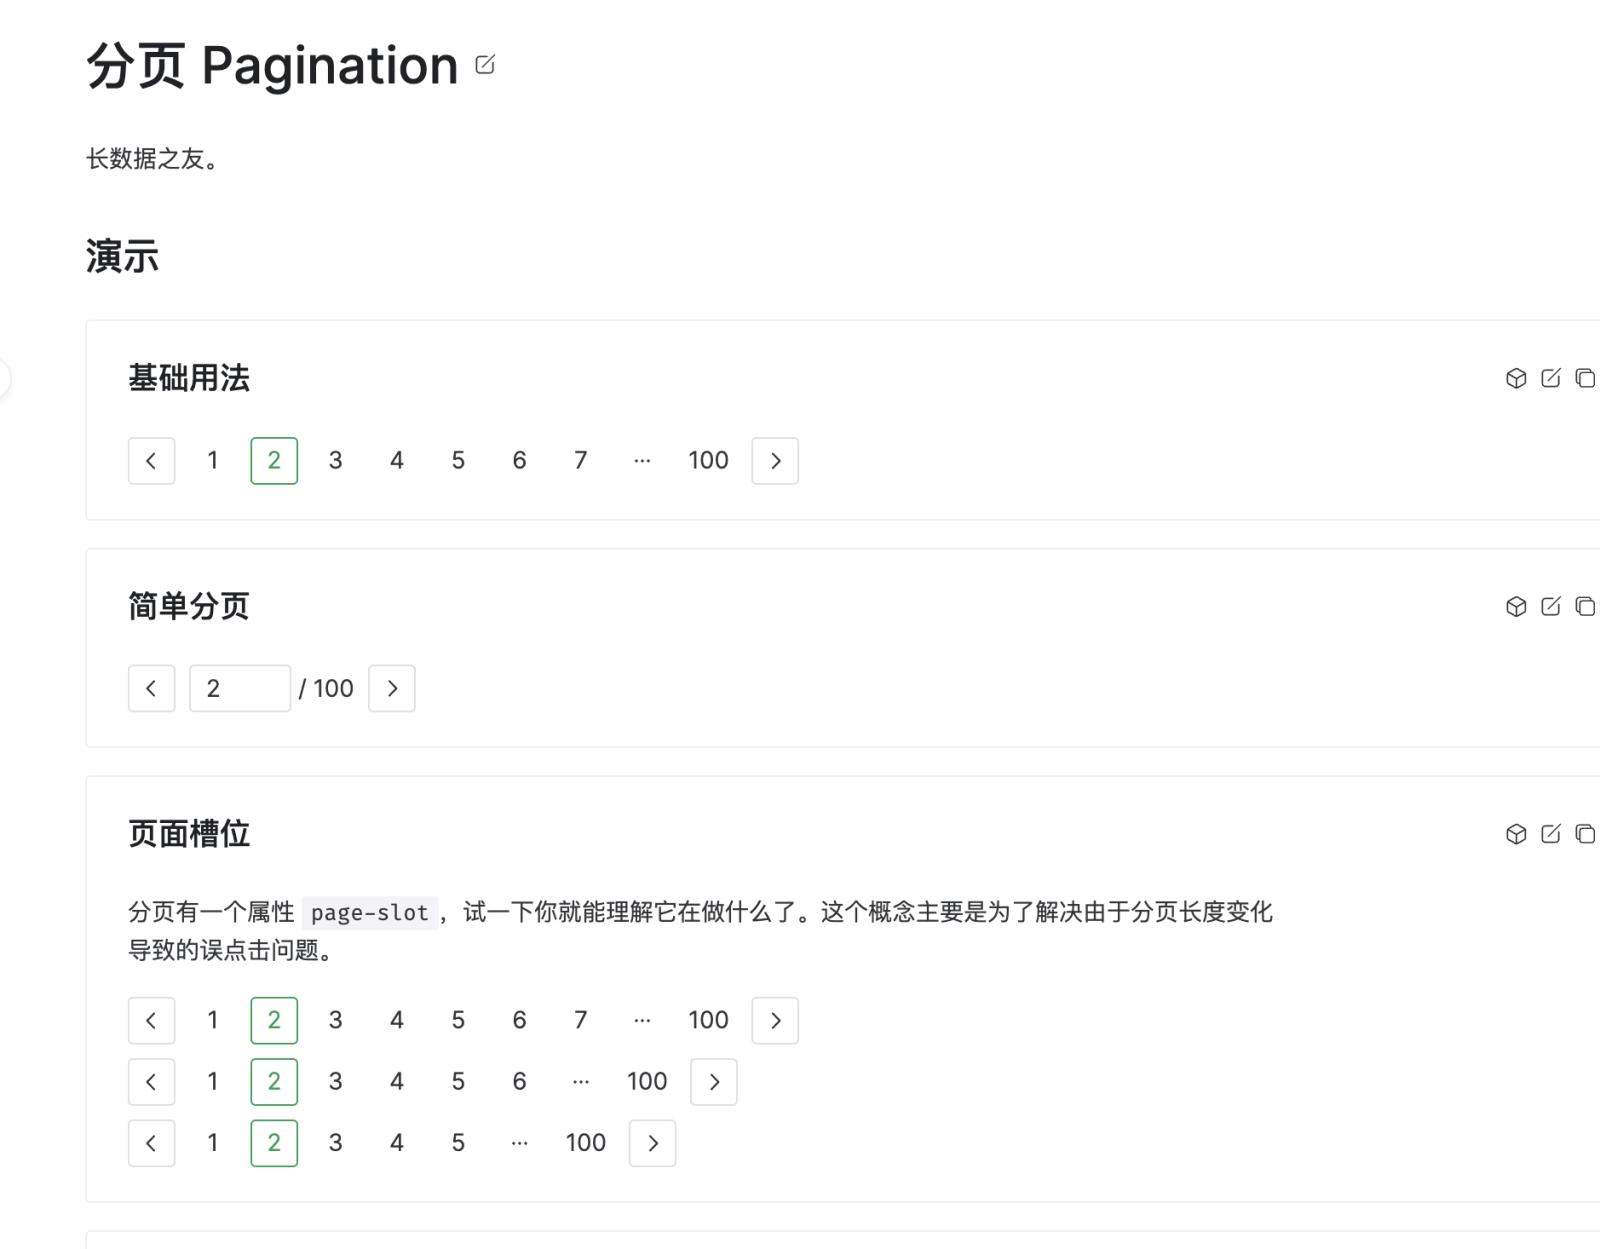 分页 Pagination
长数据之友。
演示
基础用法
1 2 3 4 5 6 7 ··· 100
简单分页
2 / 100
页面槽位
分页有一个属性 page-slot，试一下你就能理解它在做什么了。这个概念主要是为了解决由于分页长度变化
导致的误点击问题。
1 2 3 4 5 6 7 ··· 100
1 2 3 4 5 6 ··· 100
1 2 3 4 5 ··· 100